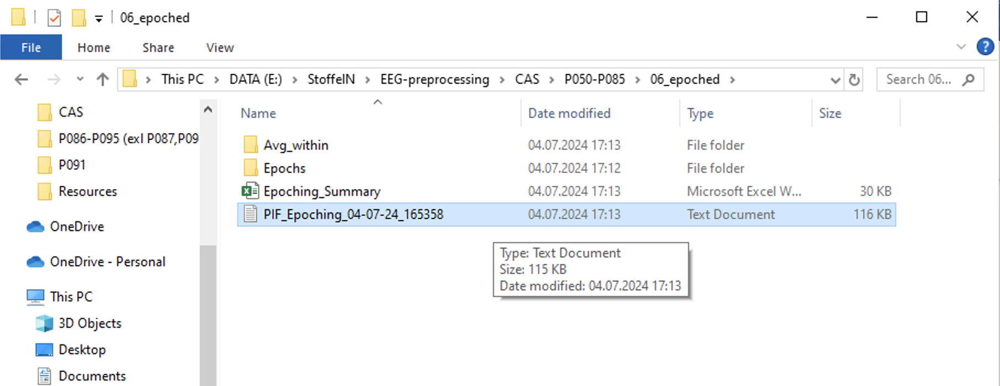 06_epoched
File Home Share View
This PC DATA (E:) StoffelN EEG-preprocessing CAS P050-P085 06_epoched Search 06...
CAS
P086-P095 (exl P087,P09
P091
Resources
OneDrive
OneDrive - Personal
This PC
3D Objects
Desktop
Documents
Name Date modified Type Size
Avg_within 04.07.2024 17:13 File folder
Epochs 04.07.2024 17:12 File folder
Epoching_Summary 04.07.2024 17:13 Microsoft Excel W... 30 KB
PIF_Epoching_04-07-24_165358 04.07.2024 17:13 Text Document 116 KB
Type: Text Document
Size: 115 KB
Date modified: 04.07.2024 17:13